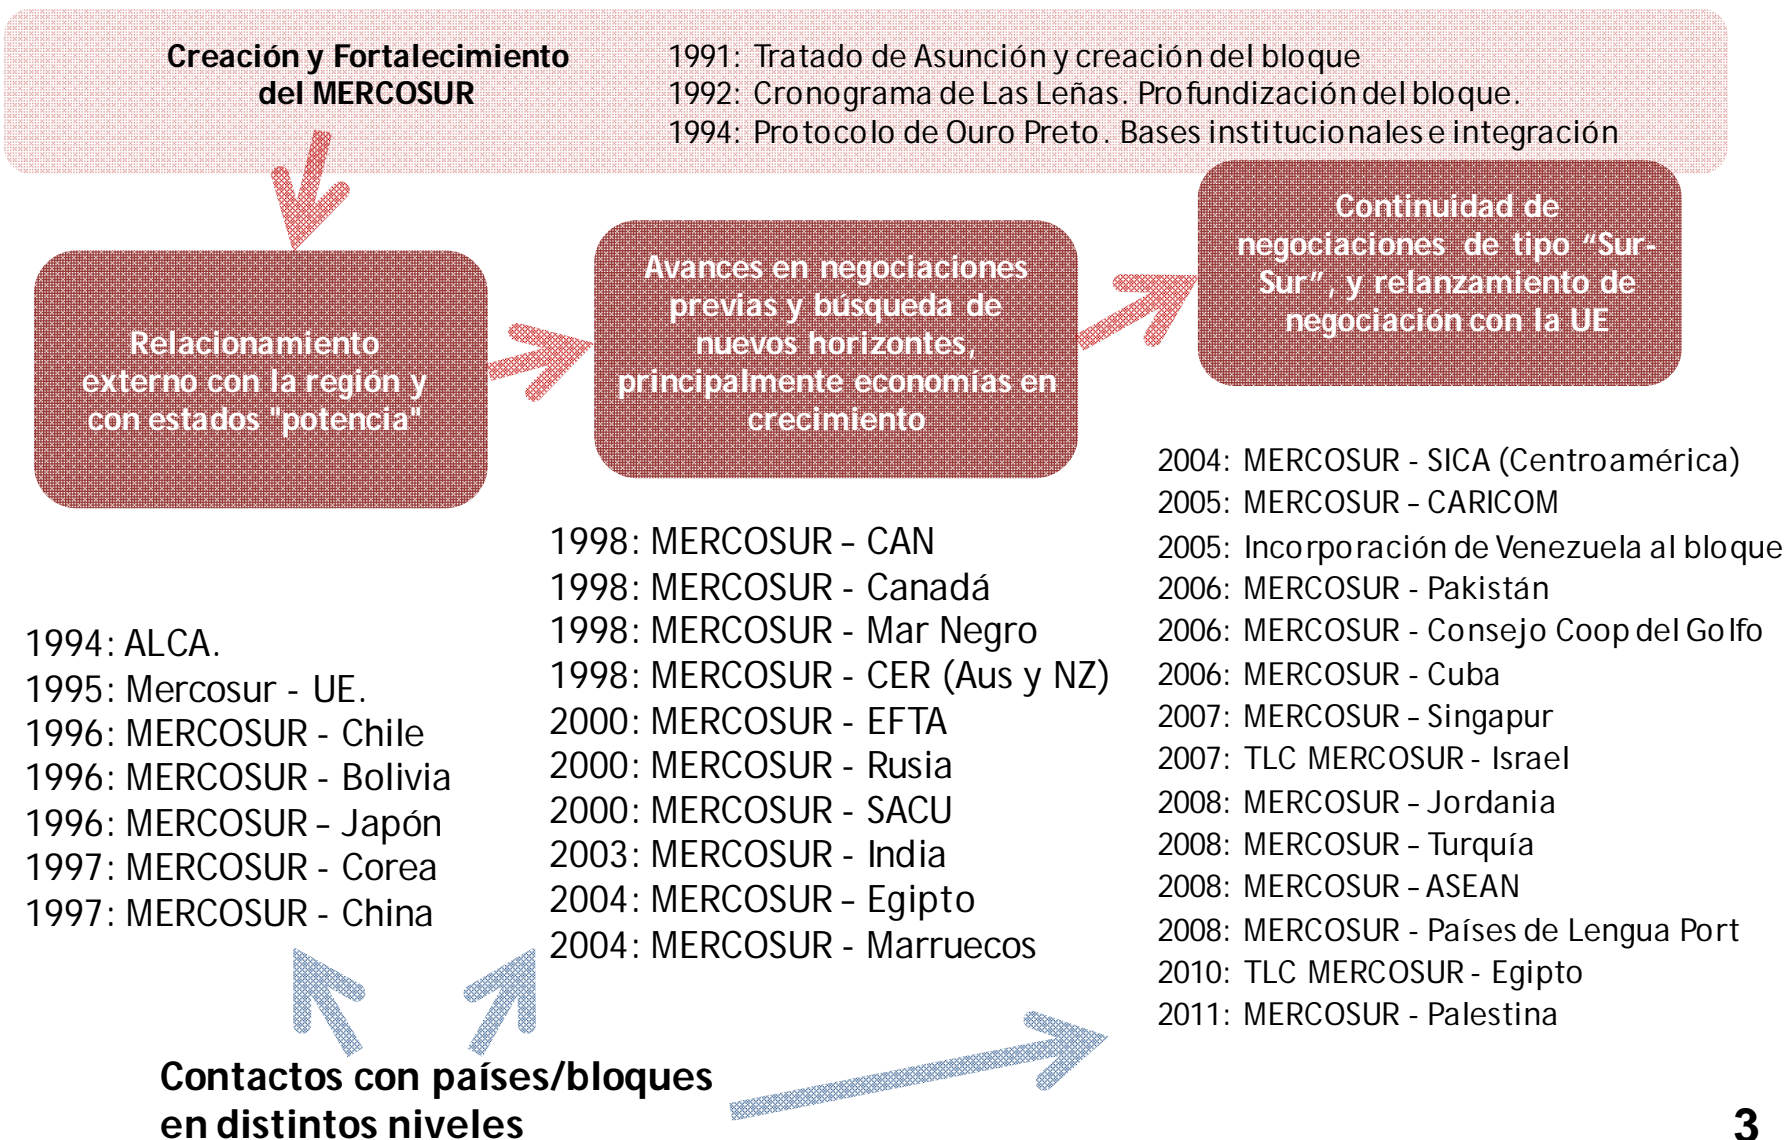 Creación y Fortalecimiento
del MERCOSUR
1991: Tratado de Asunción y creación del bloque
1992: Cronograma de Las Leñas. Profundización del bloque.
1994: Protocolo de Ouro Preto. Bases institucionales e integración
Relacionamiento
externo con la región y
con estados "potencia"
1994: ALCA.
1995: Mercosur - UE.
1996: MERCOSUR - Chile
1996: MERCOSUR - Bolivia
1996: MERCOSUR – Japón
1997: MERCOSUR - Corea
1997: MERCOSUR - China
Avances en negociaciones
previas y búsqueda de
nuevos horizontes,
principalmente economías en
crecimiento
1998: MERCOSUR – CAN
1998: MERCOSUR - Canadá
1998: MERCOSUR - Mar Negro
1998: MERCOSUR - CER (Aus y NZ)
2000: MERCOSUR - EFTA
2000: MERCOSUR - Rusia
2000: MERCOSUR - SACU
2003: MERCOSUR - India
2004: MERCOSUR – Egipto
2004: MERCOSUR - Marruecos
Continuidad de
negociaciones de tipo “Sur-
Sur”, y relanzamiento de
negociación con la UE
2004: MERCOSUR - SICA (Centroamérica)
2005: MERCOSUR – CARICOM
2005: Incorporación de Venezuela al bloque
2006: MERCOSUR - Pakistán
2006: MERCOSUR - Consejo Coop del Golfo
2006: MERCOSUR - Cuba
2007: MERCOSUR – Singapur
2007: TLC MERCOSUR - Israel
2008: MERCOSUR – Jordania
2008: MERCOSUR – Turquía
2008: MERCOSUR – ASEAN
2008: MERCOSUR - Países de Lengua Port
2010: TLC MERCOSUR - Egipto
2011: MERCOSUR - Palestina
Contactos con países/bloques
en distintos niveles
3